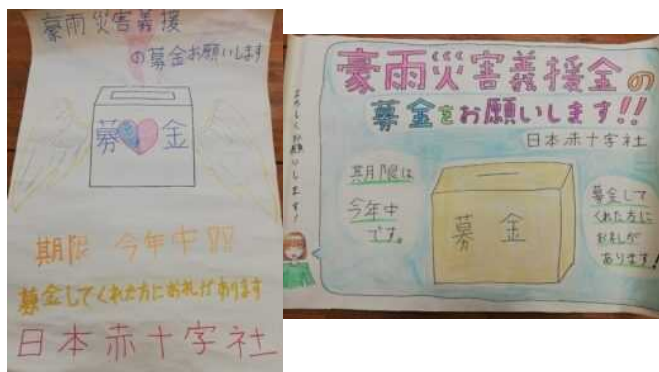 豪雨災害義援
の募金お願いします
募金
期限 今年中!!!
募金してくれた方にお礼があります
日本赤十字社
豪雨災害義援金の
募金をお願いします!!
日本赤十字社
よろしくお願いします!
期限は
今年中
です。
募金
募金して
くれた方に
お礼が
あります!